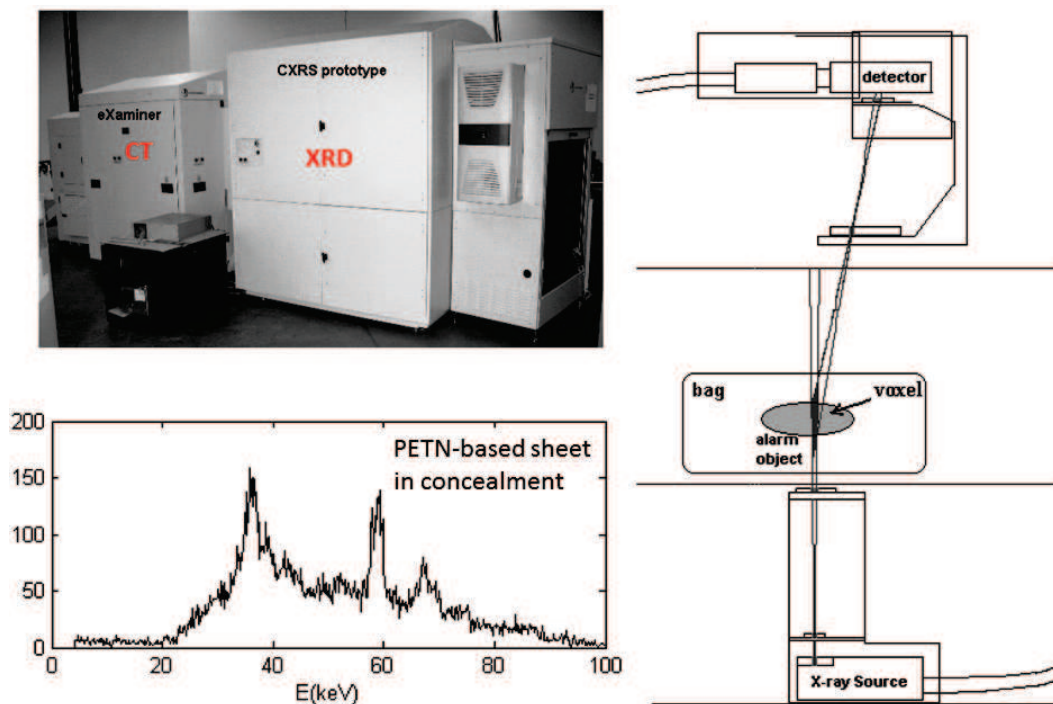 eXaminer
CT
CXRS prototype
XRD
PETN-based sheet
in concealment
200
150
100
50
0
0
20
40
60
80
100
E(keV)
detector
bag
voxel
alarm
object
X-ray Source